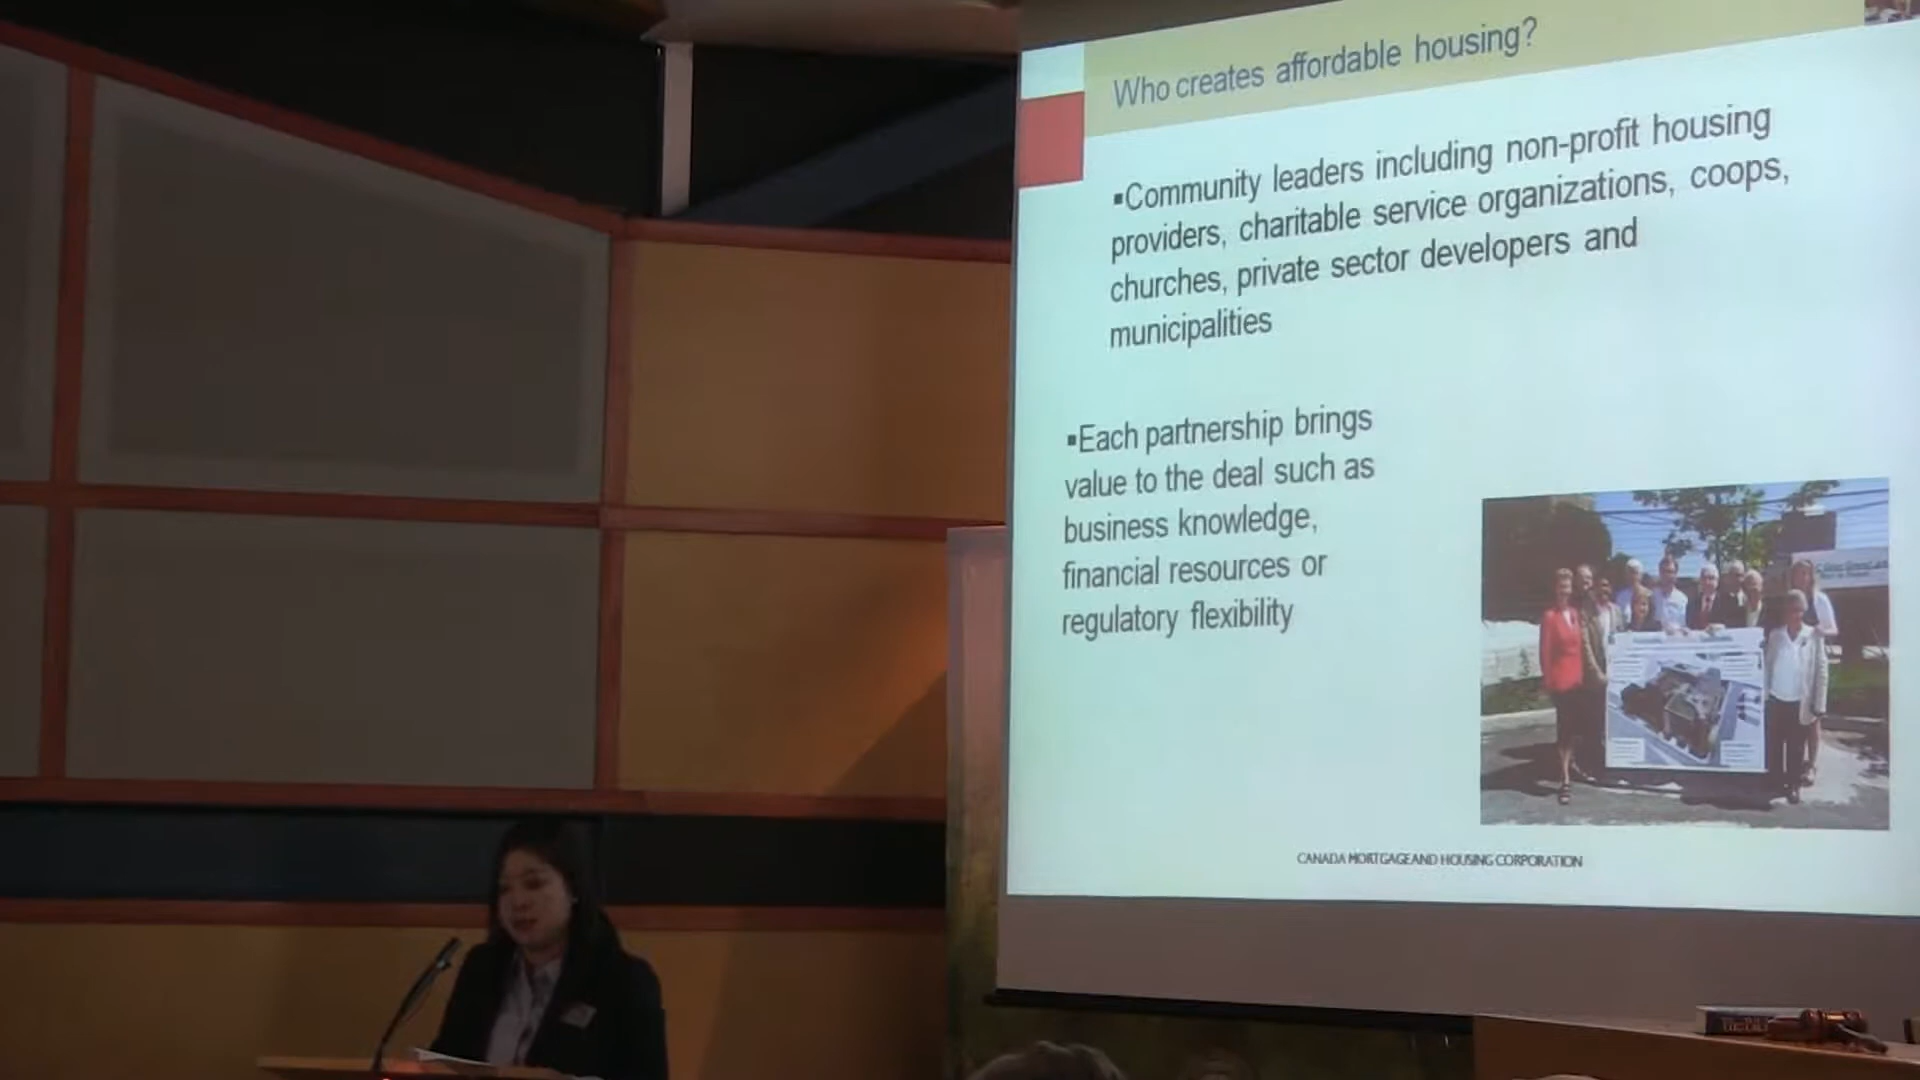 Who creates affordable housing?
▪Community leaders including non-profit housing
providers, charitable service organizations, coops,
churches, private sector developers and
municipalities
▪Each partnership brings
value to the deal such as
business knowledge,
financial resources or
regulatory flexibility
CANADA MORTGAGE AND HOUSING CORPORATION